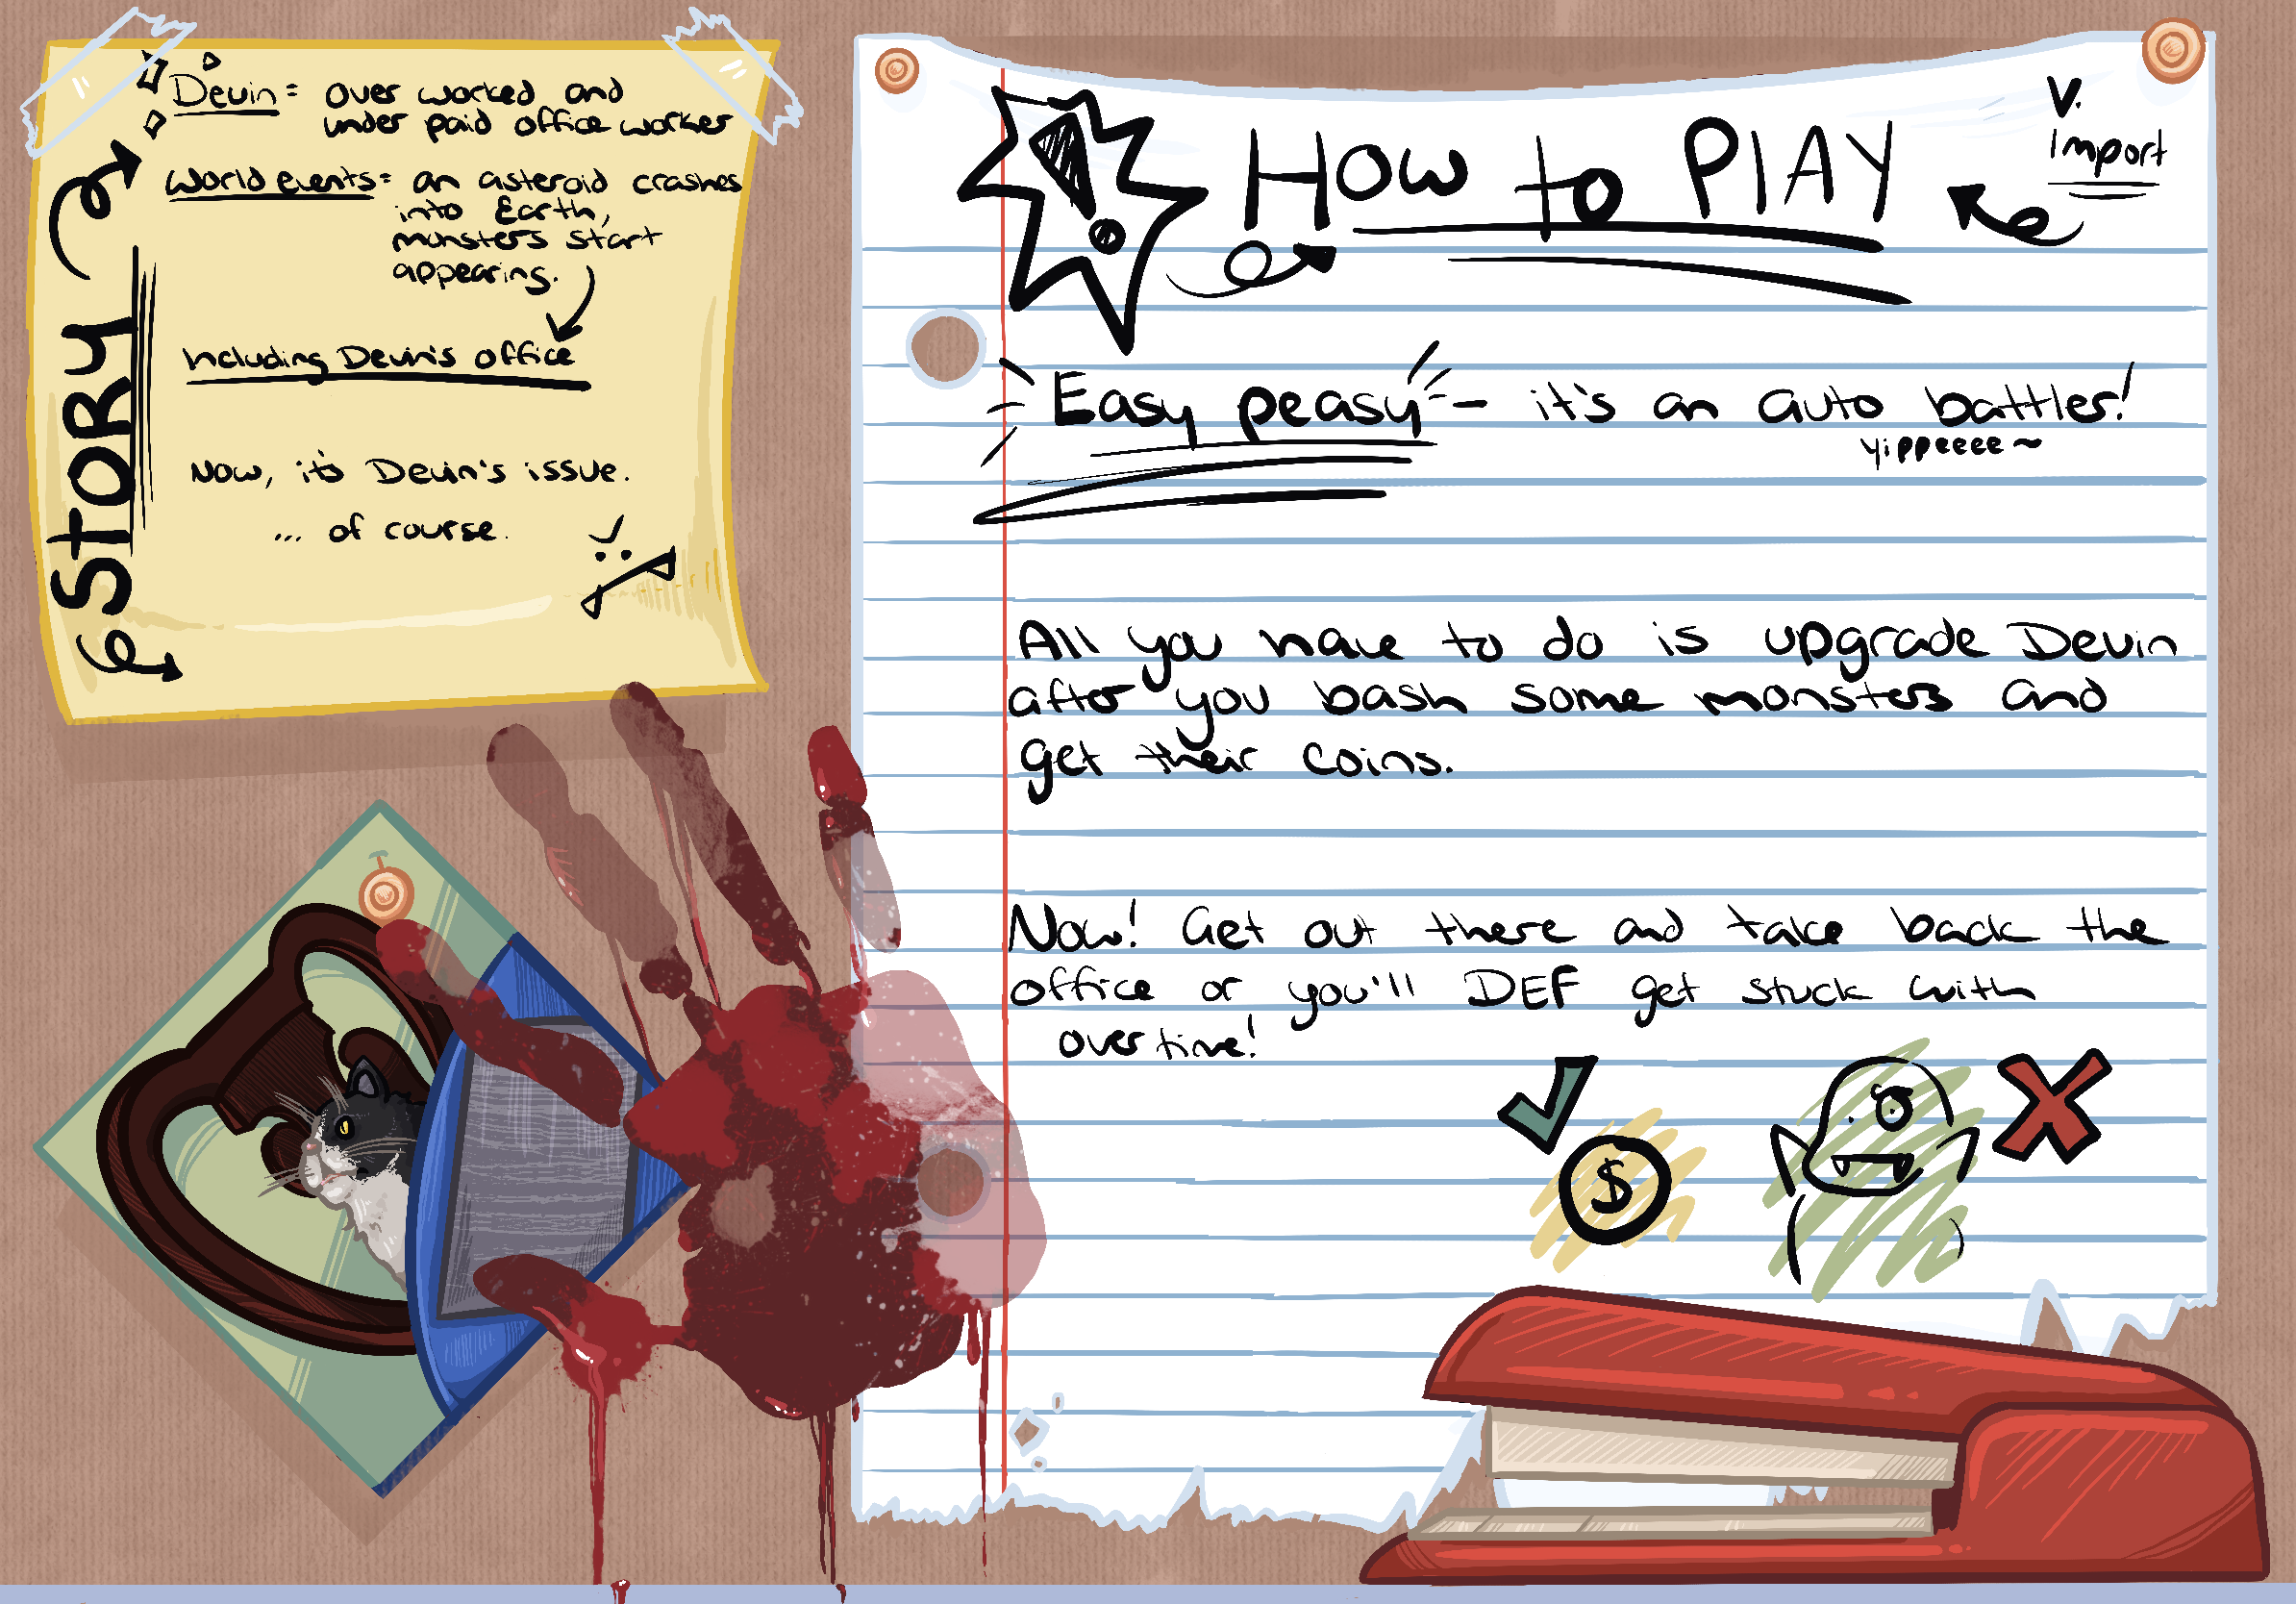 STORY
Devin = over worked and
under paid office worker
World events = an asteroid crashes
into Earth,
monsters start
appearing.
Including Devin's office
Now, it's Devin's issue.
... of course.
! How to PLAY
V.
Import
Easy peasy - it's an auto battler!
yippeeee~
All you have to do is upgrade Devin
after you bash some monsters and
get their coins.
Now! Get out there and take back the
office or you'll DEF get stuck with
overtime!
$